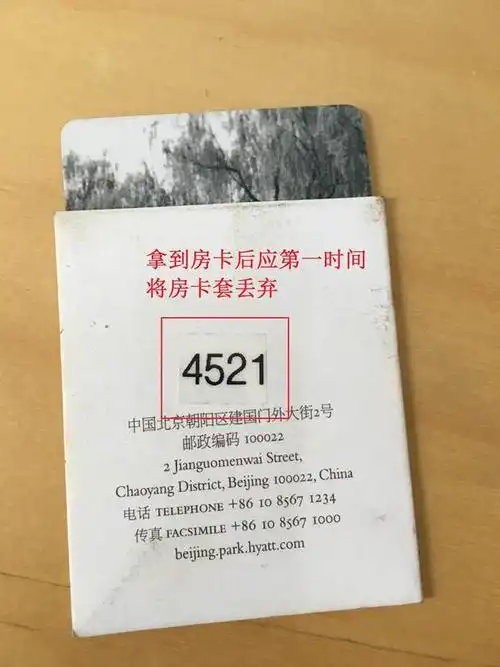 拿到房卡后应第一时间
将房卡套丢弃
4521
中国北京朝阳区建国门外大街2号
邮政编码 100022
2 Jianguomenwai Street,
Chaoyang District, Beijing 100022, China
电话 TELEPHONE +86 10 8567 1234
传真 FACSIMILE +86 10 8567 1000
beijing.park.hyatt.com